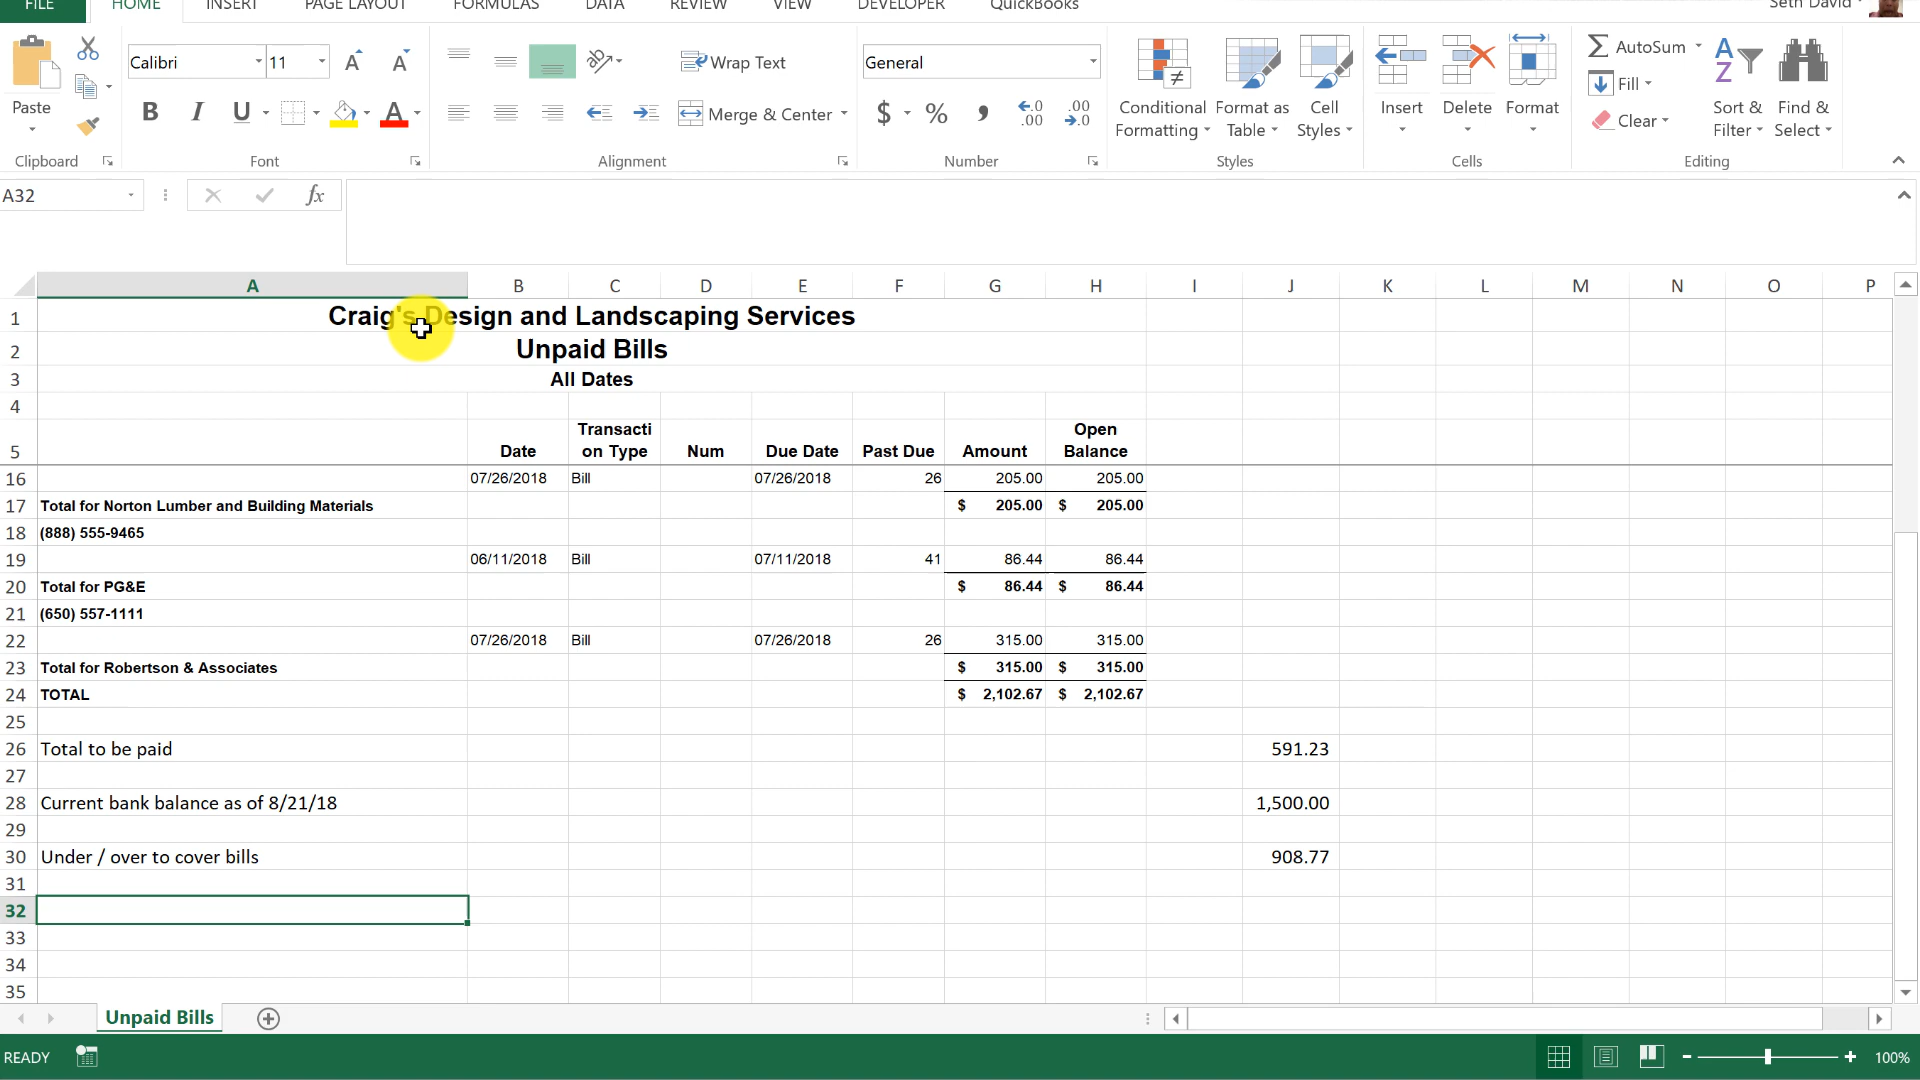 FILE HOME INSERT PAGE LAYOUT FORMULAS DATA REVIEW VIEW DEVELOPER QuickBooks Seth David
Calibri 11 Wrap Text General AutoSum
Fill
Paste B I U A Merge & Center $ % , .0 .00 .00 .0 Conditional Formatting Format as Table Cell Styles Insert Delete Format Clear Sort & Filter Find & Select
Clipboard Font Alignment Number Styles Cells Editing
A32 fx
A B C D E F G H I J K L M N O P
1 Craig's Design and Landscaping Services
2 Unpaid Bills
3 All Dates
4
5 Date Transacti on Type Num Due Date Past Due Amount Open Balance
16 07/26/2018 Bill 07/26/2018 26 205.00 205.00
17 Total for Norton Lumber and Building Materials $ 205.00 $ 205.00
18 (888) 555-9465
19 06/11/2018 Bill 07/11/2018 41 86.44 86.44
20 Total for PG&E $ 86.44 $ 86.44
21 (650) 557-1111
22 07/26/2018 Bill 07/26/2018 26 315.00 315.00
23 Total for Robertson & Associates $ 315.00 $ 315.00
24 TOTAL $ 2,102.67 $ 2,102.67
25
26 Total to be paid 591.23
27
28 Current bank balance as of 8/21/18 1,500.00
29
30 Under / over to cover bills 908.77
31
32
33
34
35
Unpaid Bills
READY 100%